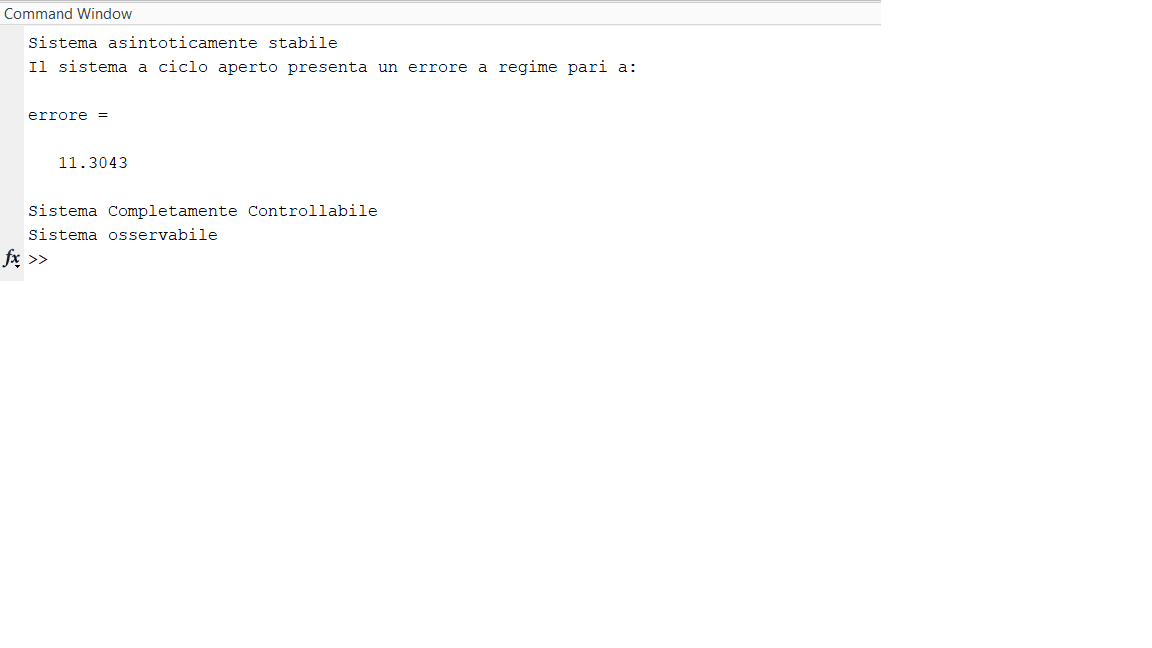 Command Window
Sistema asintoticamente stabile
Il sistema a ciclo aperto presenta un errore a regime pari a:
errore =
11.3043
Sistema Completamente Controllabile
Sistema osservabile
fx >>